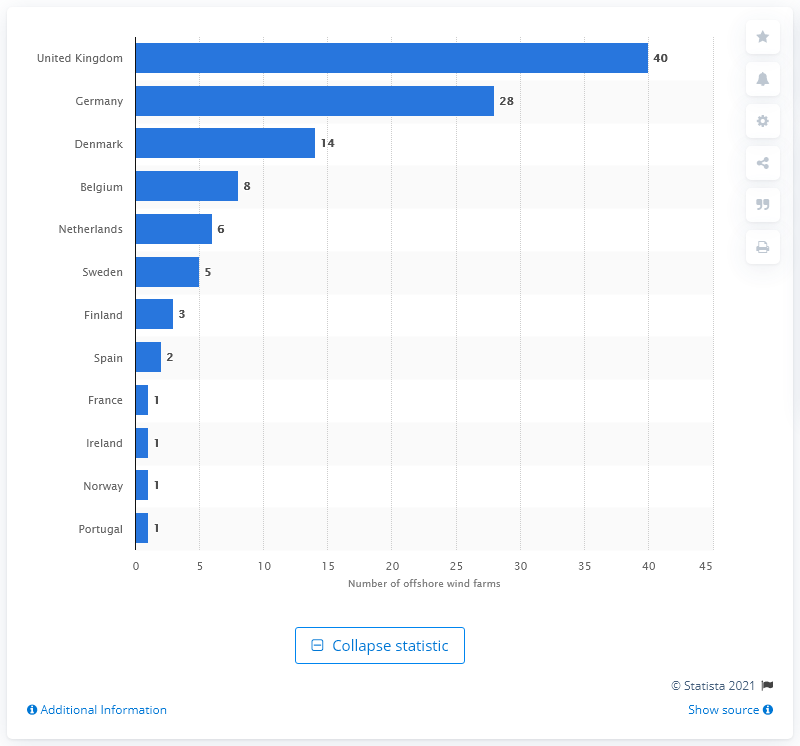 United Kingdom 40
Germany 28
Denmark 14
Belgium 8
Netherlands 6
Sweden 5
Finland 3
Spain 2
France 1
Ireland 1
Norway 1
Portugal 1
0 5 10 15 20 25 30 35 40 45
Number of offshore wind farms
Collapse statistic
© Statista 2021
Additional Information Show source